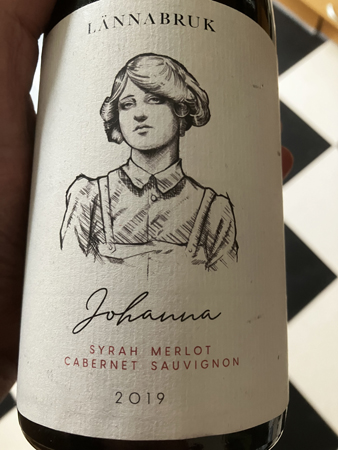 LÄNNABRUK
Johanna
SYRAH MERLOT
CABERNET SAUVIGNON
2019